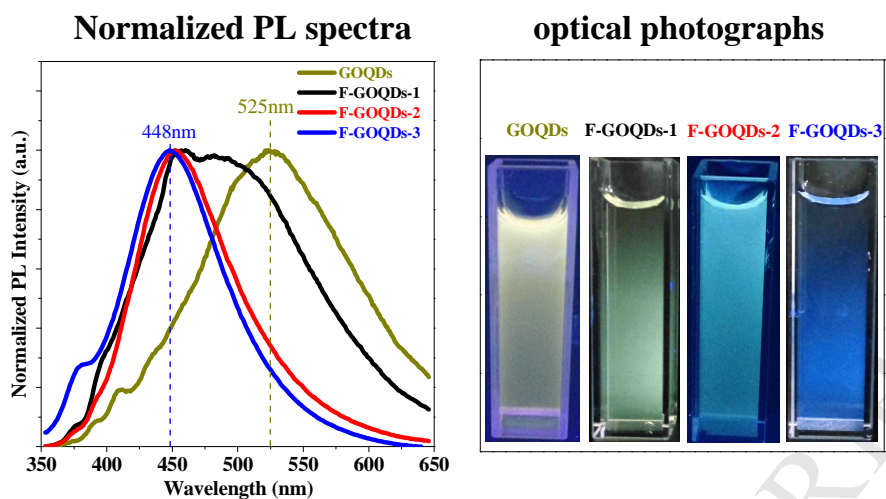 Normalized PL spectra
optical photographs
Normalized PL Intensity (a.u.)
GOQDs
F-GOQDs-1
F-GOQDs-2
F-GOQDs-3
525nm
448nm
350 400 450 500 550 600 650
Wavelength (nm)
GOQDs F-GOQDs-1 F-GOQDs-2 F-GOQDs-3